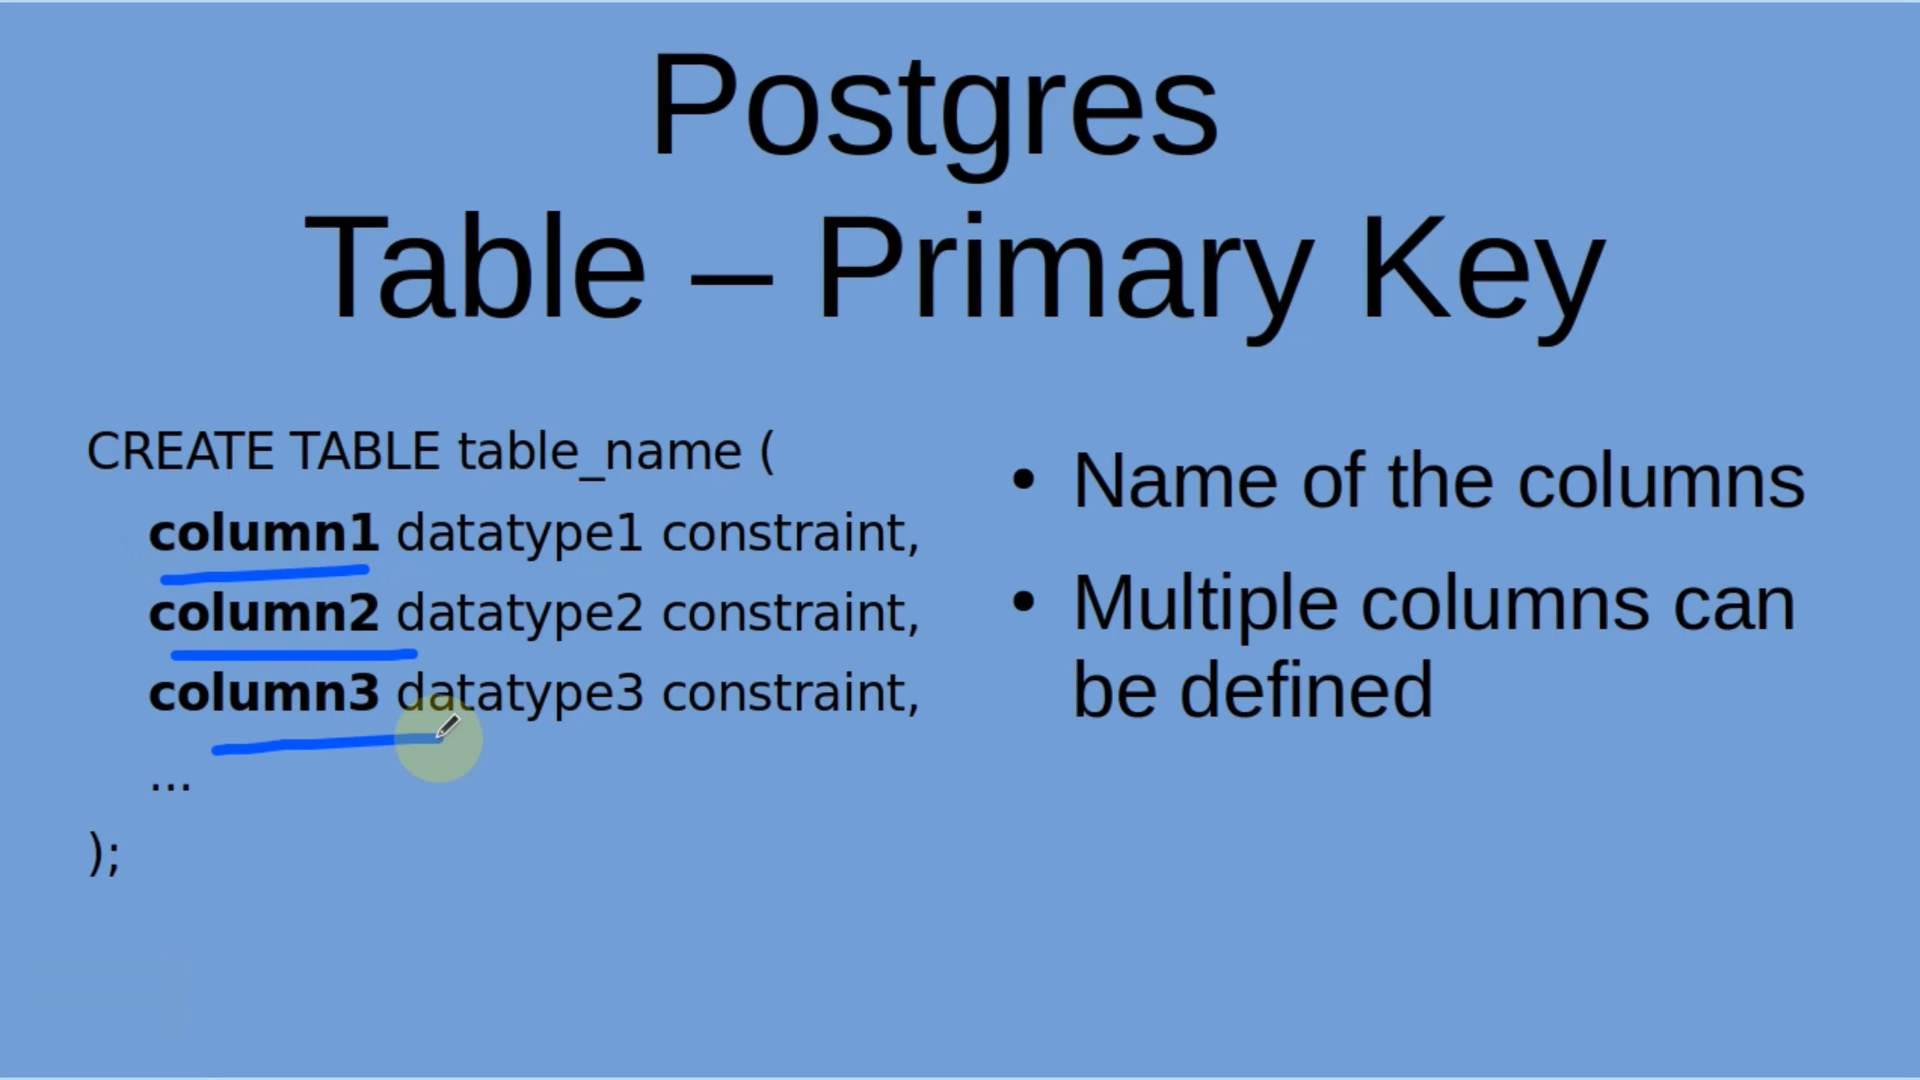 Postgres
Table – Primary Key
CREATE TABLE table_name (
column1 datatype1 constraint,
column2 datatype2 constraint,
column3 datatype3 constraint,
...
);
• Name of the columns
• Multiple columns can
be defined